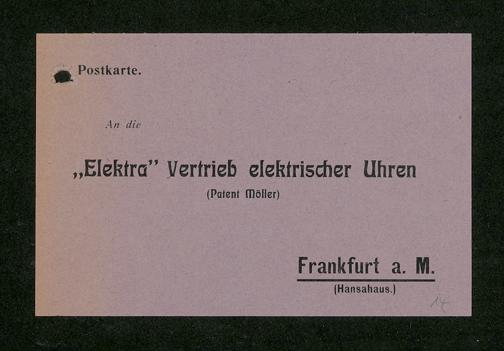 Postkarte.
An die
„Elektra" Vertrieb elektrischer Uhren
(Patent Möller)
Frankfurt a. M.
(Hansahaus.)